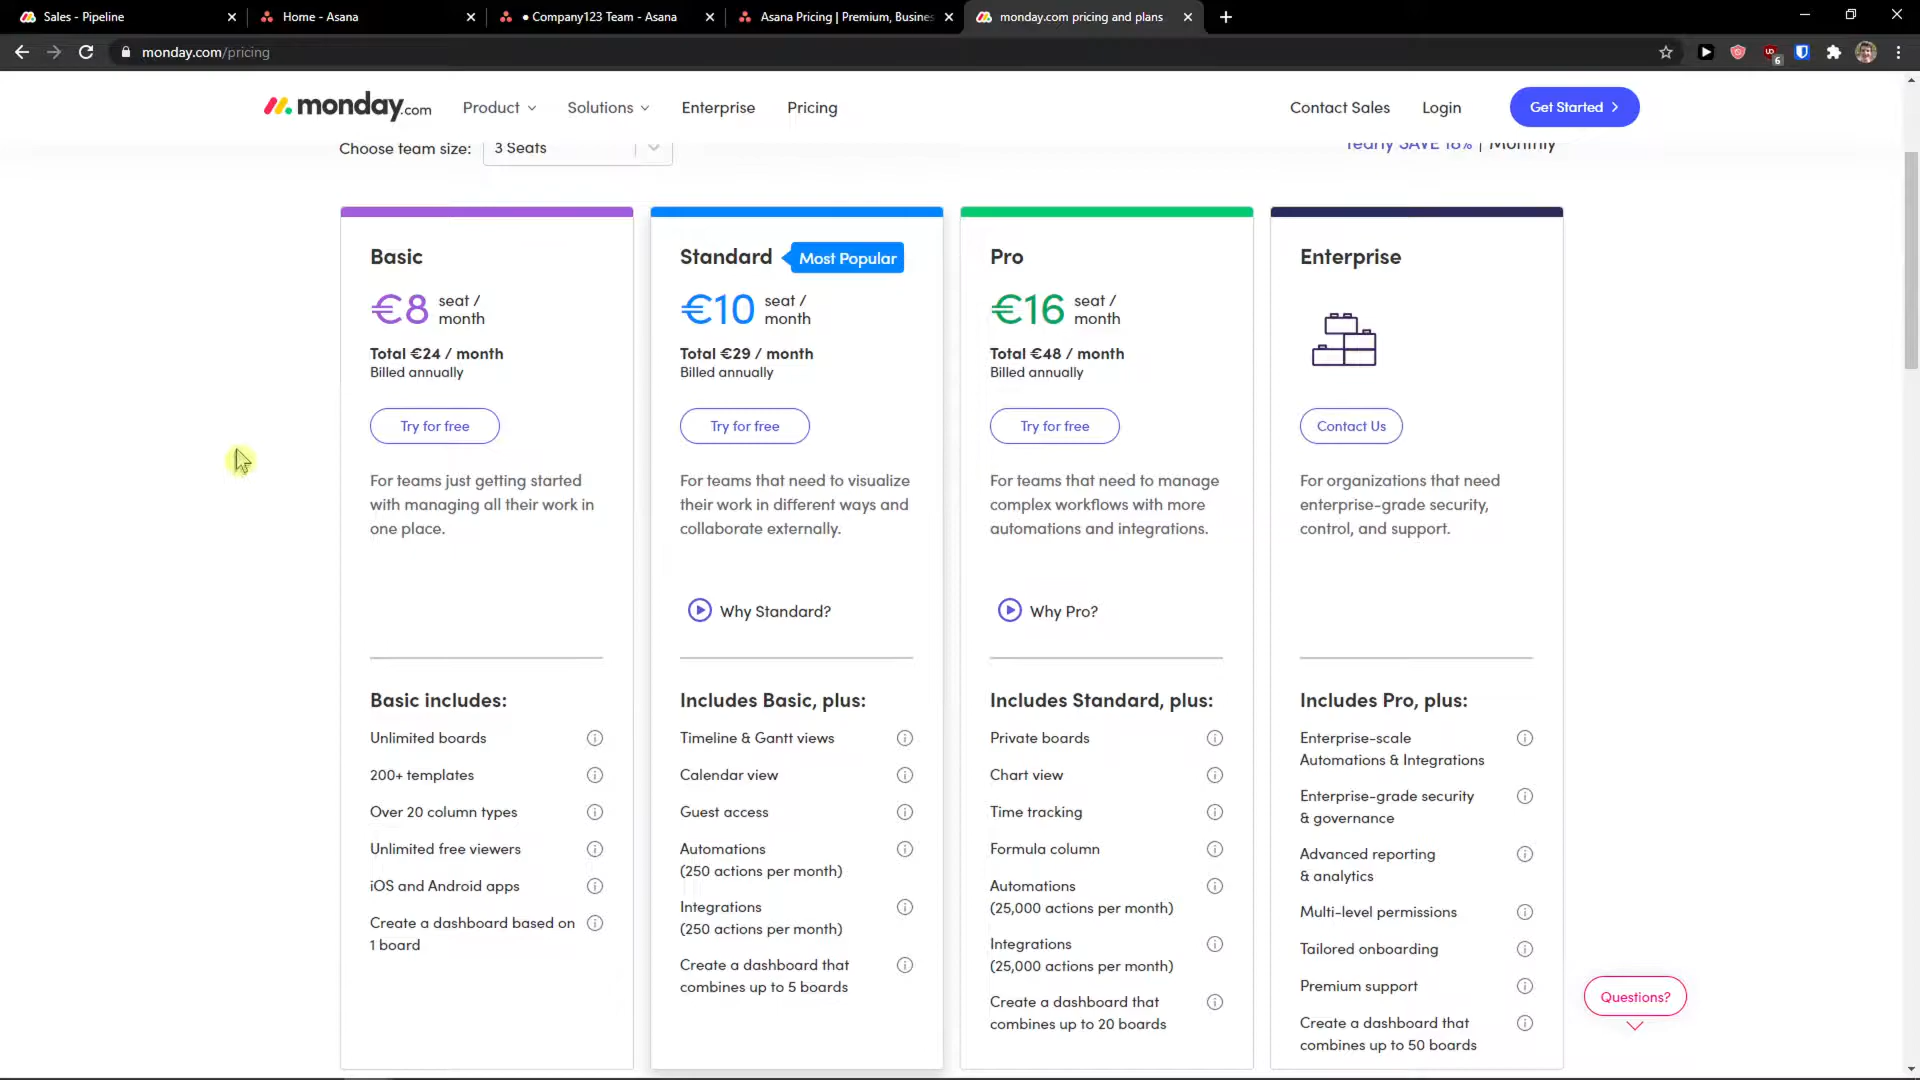 Sales - Pipeline
Home - Asana
• Company123 Team - Asana
Asana Pricing | Premium, Busines
monday.com pricing and plans
monday.com/pricing
6
monday.com
Product
Solutions
Enterprise
Pricing
Contact Sales
Login
Get Started
Choose team size:
3 Seats
Yearly SAVE 18% | Monthly
Basic
€8 seat /
month
Total €24 / month
Billed annually
Try for free
For teams just getting started
with managing all their work in
one place.
Basic includes:
Unlimited boards
200+ templates
Over 20 column types
Unlimited free viewers
iOS and Android apps
Create a dashboard based on
1 board
Standard
Most Popular
€10 seat /
month
Total €29 / month
Billed annually
Try for free
For teams that need to visualize
their work in different ways and
collaborate externally.
Why Standard?
Includes Basic, plus:
Timeline & Gantt views
Calendar view
Guest access
Automations
(250 actions per month)
Integrations
(250 actions per month)
Create a dashboard that
combines up to 5 boards
Pro
€16 seat /
month
Total €48 / month
Billed annually
Try for free
For teams that need to manage
complex workflows with more
automations and integrations.
Why Pro?
Includes Standard, plus:
Private boards
Chart view
Time tracking
Formula column
Automations
(25,000 actions per month)
Integrations
(25,000 actions per month)
Create a dashboard that
combines up to 20 boards
Enterprise
Contact Us
For organizations that need
enterprise-grade security,
control, and support.
Includes Pro, plus:
Enterprise-scale
Automations & Integrations
Enterprise-grade security
& governance
Advanced reporting
& analytics
Multi-level permissions
Tailored onboarding
Premium support
Create a dashboard that
combines up to 50 boards
Questions?